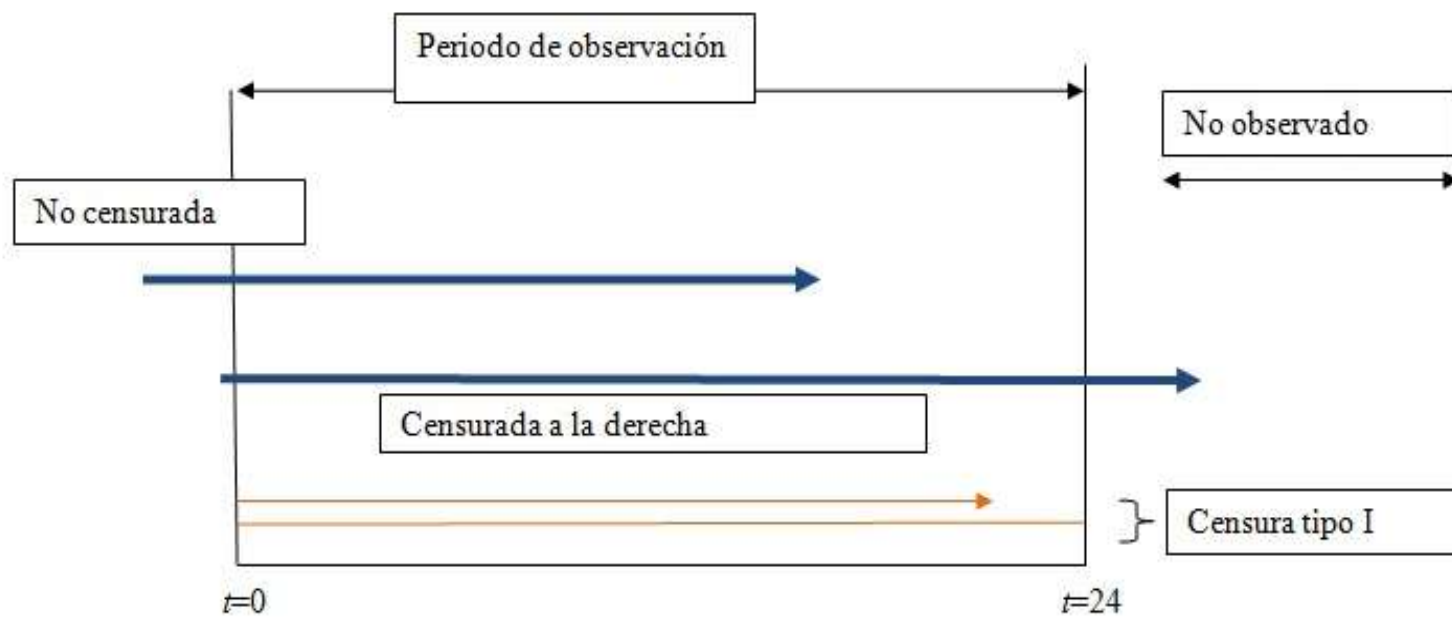 Periodo de observación
No observado
No censurada
Censurada a la derecha
Censura tipo I
t=0
t=24